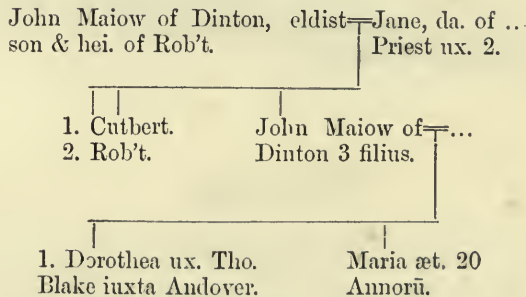 John Maiow of Dinton, eldist=Jane, da. of ...
son & hei. of Rob't. Priest ux. 2.
1. Cutbert. John Maiow of=...
2. Rob't. Dinton 3 filius.
1. Dorothea ux. Tho. Maria æt. 20
Blake iuxta Andover. Annorū.